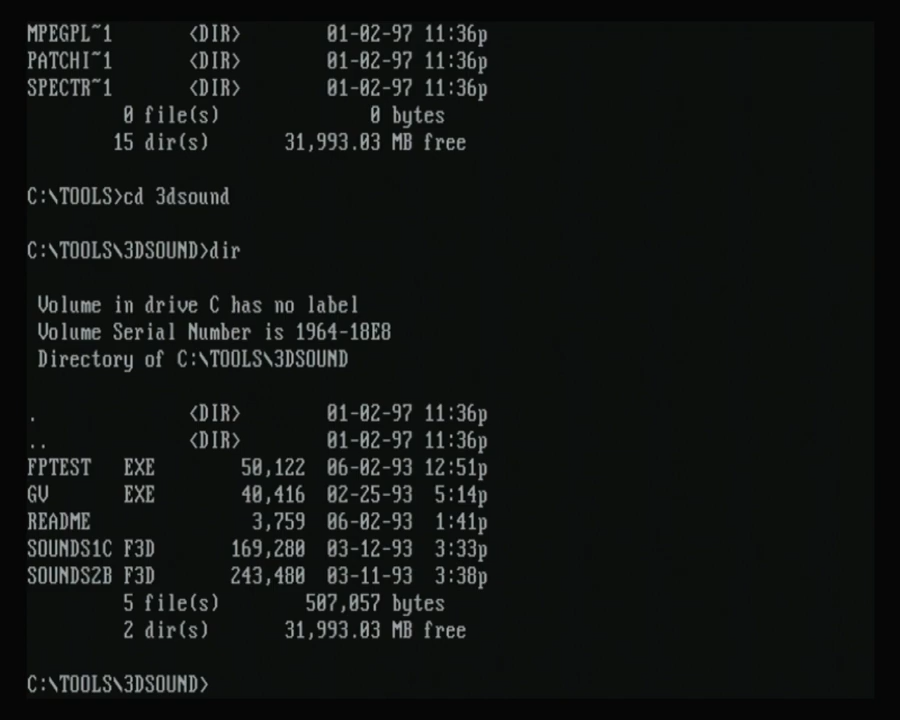 MPEGPL~1       <DIR>        01-02-97 11:36p
PATCHI~1       <DIR>        01-02-97 11:36p
SPECTR~1       <DIR>        01-02-97 11:36p
         0 file(s)              0 bytes
        15 dir(s)       31,993.03 MB free
C:\TOOLS>cd 3dsound
C:\TOOLS\3DSOUND>dir
 Volume in drive C has no label
 Volume Serial Number is 1964-18E8
 Directory of C:\TOOLS\3DSOUND
.              <DIR>        01-02-97 11:36p
..             <DIR>        01-02-97 11:36p
FPTEST   EXE        50,122  06-02-93 12:51p
GV       EXE        40,416  02-25-93  5:14p
README               3,759  06-02-93  1:41p
SOUNDS1C F3D       169,280  03-12-93  3:33p
SOUNDS2B F3D       243,480  03-11-93  3:38p
         5 file(s)        507,057 bytes
         2 dir(s)       31,993.03 MB free
C:\TOOLS\3DSOUND>